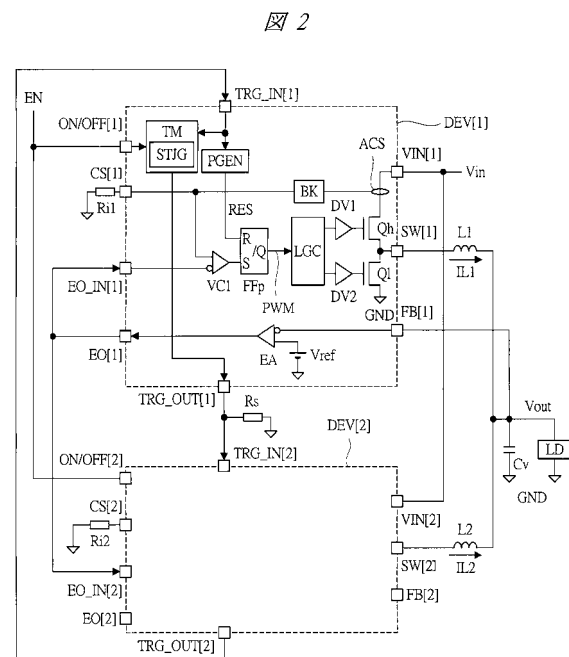 図 2
TRG_IN[1]
EN
ON/OFF[1]
TM
STJG
PGEN
DEV[1]
ACS
VIN[1]
Vin
CS[1]
Ri1
BK
RES
DV1
Qh
SW[1]
L1
IL1
R
/Q
S
LGC
EO_IN[1]
VC1
FFp
PWM
DV2
Ql
GND
FB[1]
EO[1]
EA
Vref
TRG_OUT[1]
Rs
Vout
LD
Cv
GND
DEV[2]
TRG_IN[2]
ON/OFF[2]
CS[2]
Ri2
VIN[2]
L2
SW[2]
IL2
EO_IN[2]
FB[2]
EO[2]
TRG_OUT[2]